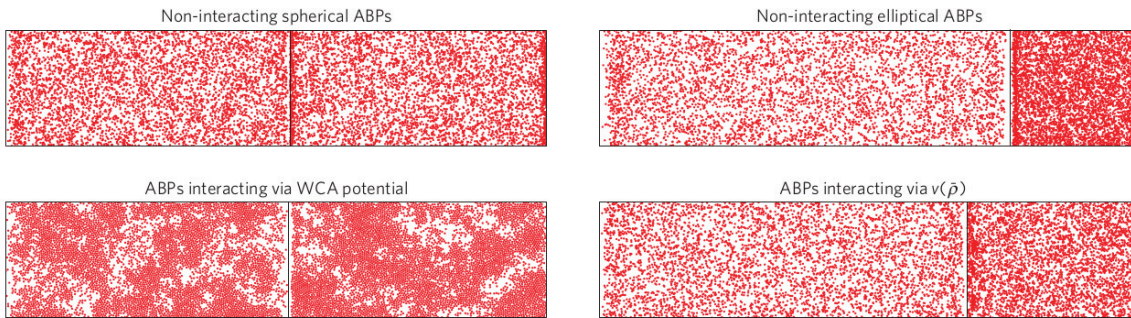 Non-interacting spherical ABPs
Non-interacting elliptical ABPs
ABPs interacting via WCA potential
ABPs interacting via v(ρ̄)